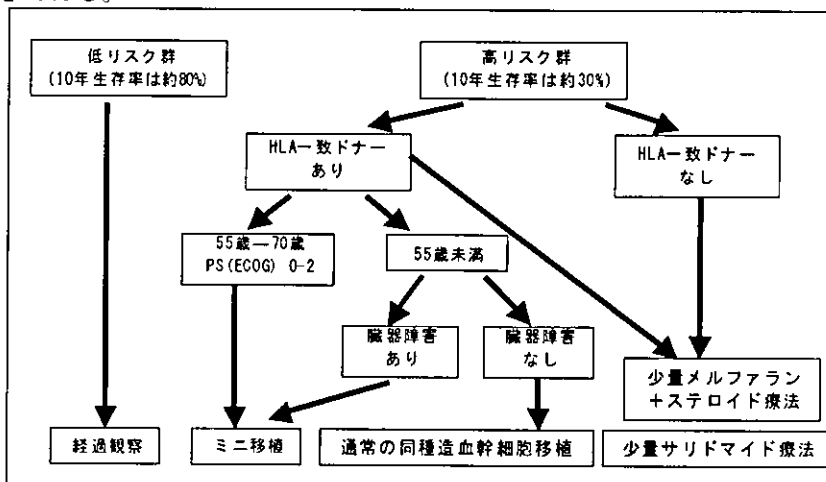 低リスク群
(10年生存率は約80%)
高リスク群
(10年生存率は約30%)
HLA一致ドナー
あり
HLA一致ドナー
なし
55歳―70歳
PS(ECOG) 0-2
55歳未満
臓器障害
あり
臓器障害
なし
少量メルファラン
+ステロイド療法
経過観察
ミニ移植
通常の同種造血幹細胞移植
少量サリドマイド療法